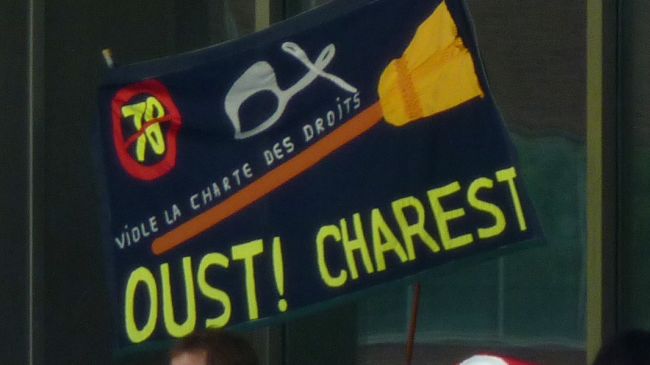 78
VIOLE LA CHARTE DES DROITS
OUST! CHAREST